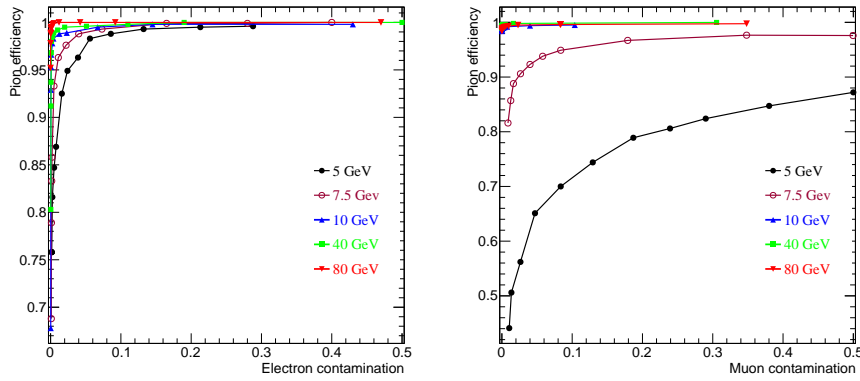 Pion efficiency
1
0.95
0.9
0.85
0.8
0.75
0.7
0
0.1
0.2
0.3
0.4
0.5
Electron contamination
5 GeV
7.5 Gev
10 GeV
40 GeV
80 GeV
Pion efficiency
1
0.9
0.8
0.7
0.6
0.5
0
0.1
0.2
0.3
0.4
0.5
Muon contamination
5 GeV
7.5 Gev
10 GeV
40 GeV
80 GeV